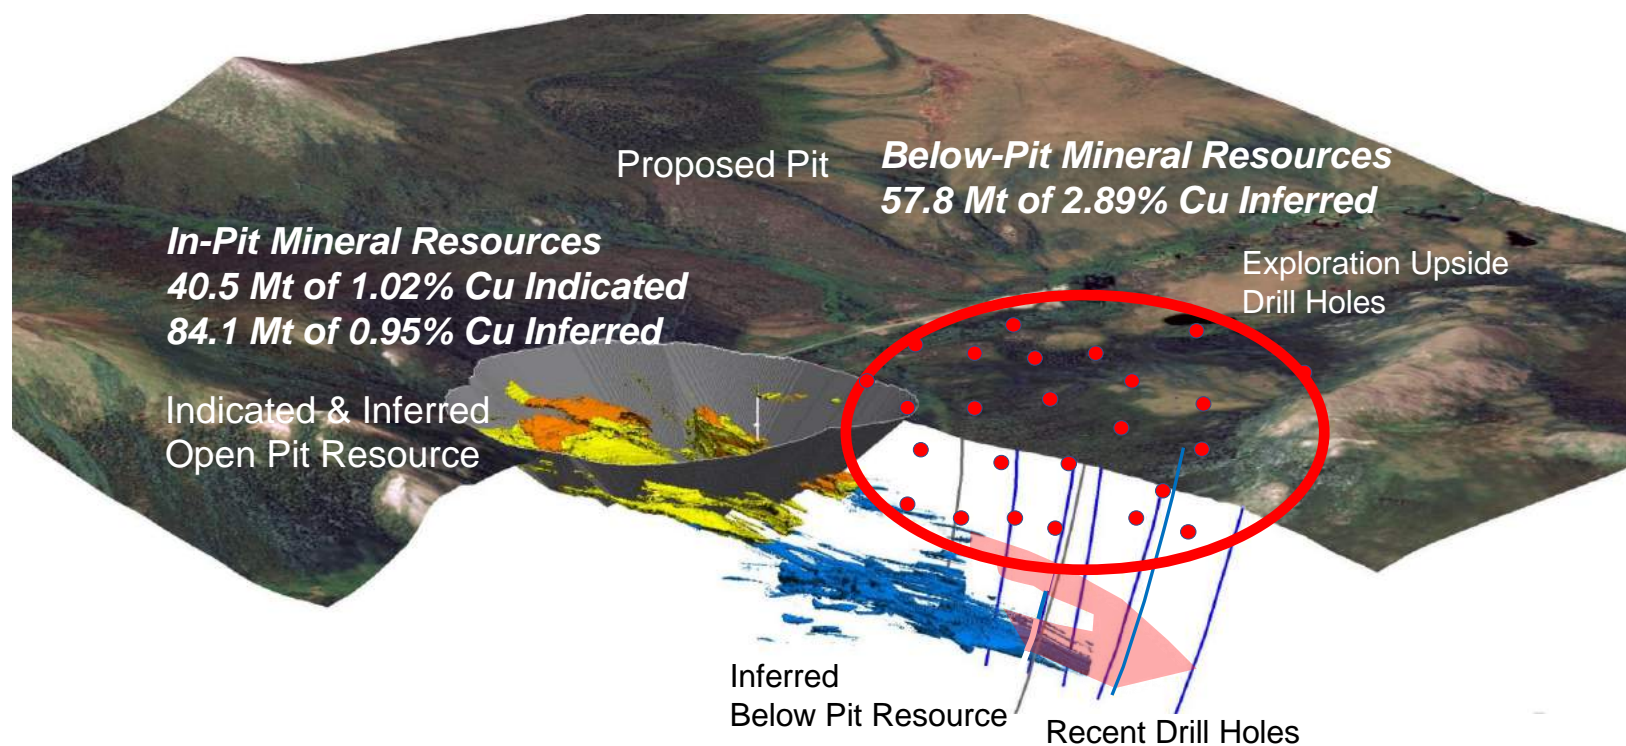 Proposed Pit
Below-Pit Mineral Resources
57.8 Mt of 2.89% Cu Inferred
In-Pit Mineral Resources
40.5 Mt of 1.02% Cu Indicated
84.1 Mt of 0.95% Cu Inferred
Exploration Upside
Drill Holes
Indicated & Inferred
Open Pit Resource
Inferred
Below Pit Resource
Recent Drill Holes